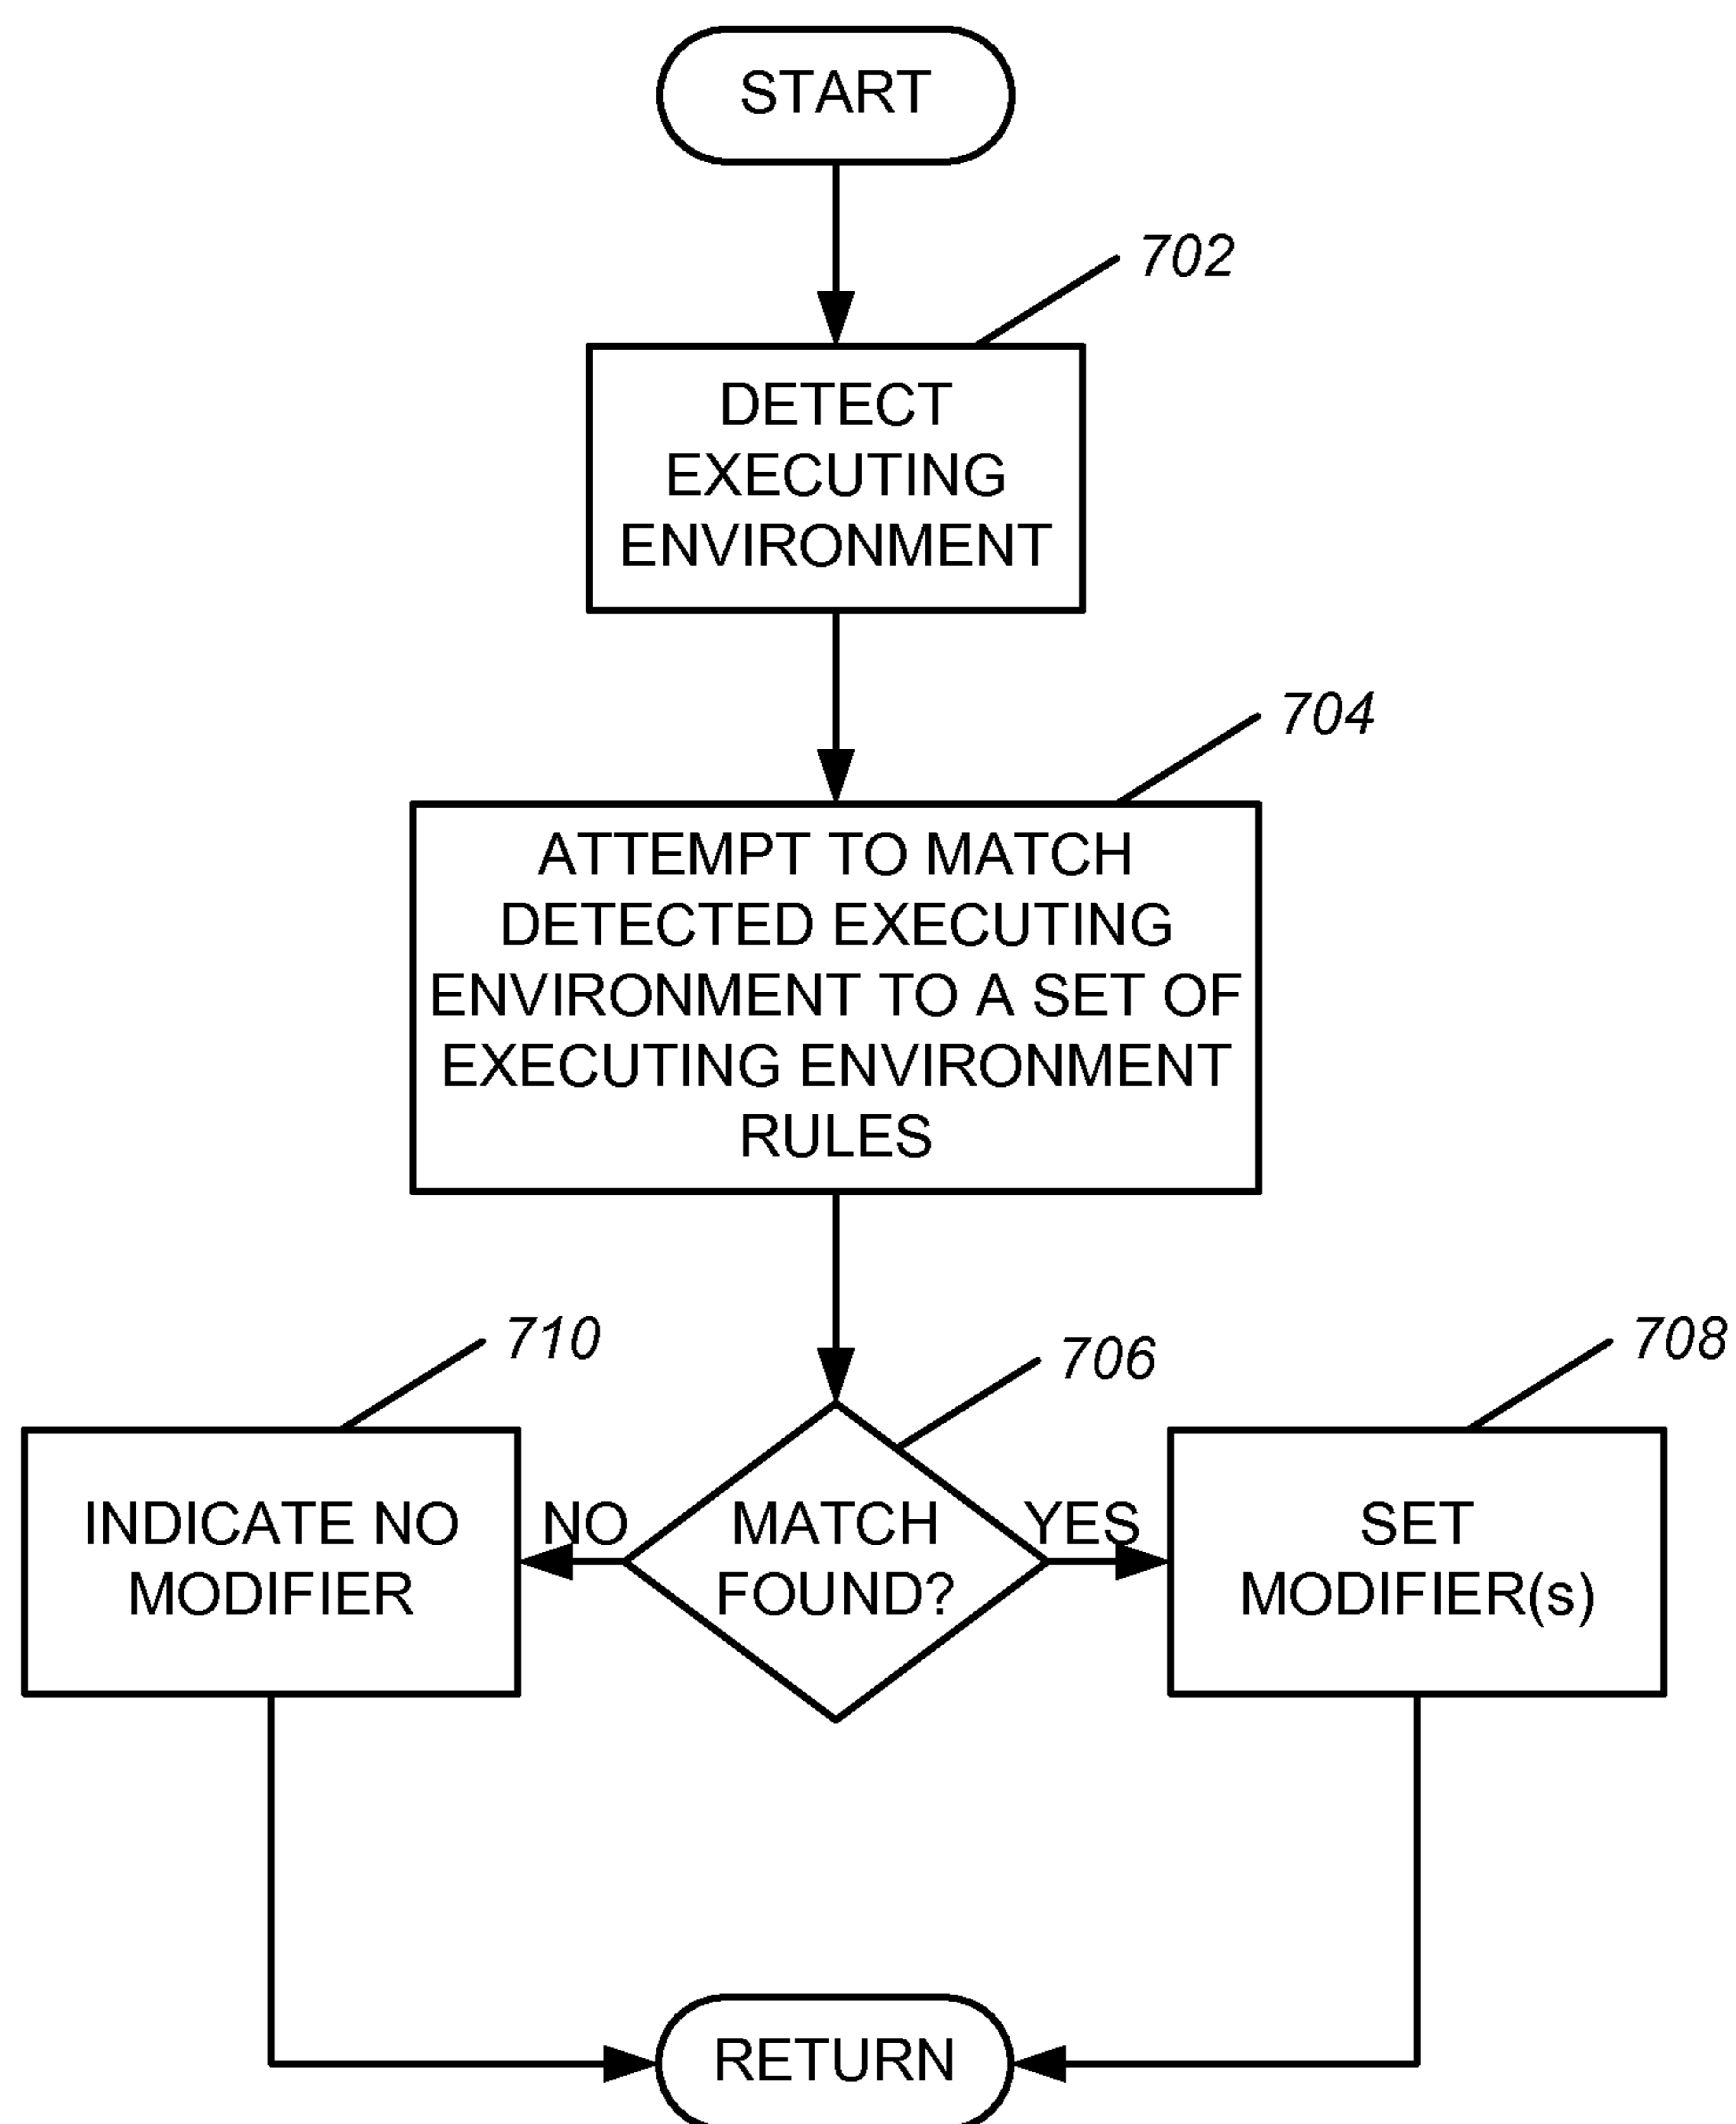 START
702
DETECT
EXECUTING
ENVIRONMENT
704
ATTEMPT TO MATCH
DETECTED EXECUTING
ENVIRONMENT TO A SET OF
EXECUTING ENVIRONMENT
RULES
710
706
708
INDICATE NO
MODIFIER
NO
MATCH
FOUND?
YES
SET
MODIFIER(s)
RETURN